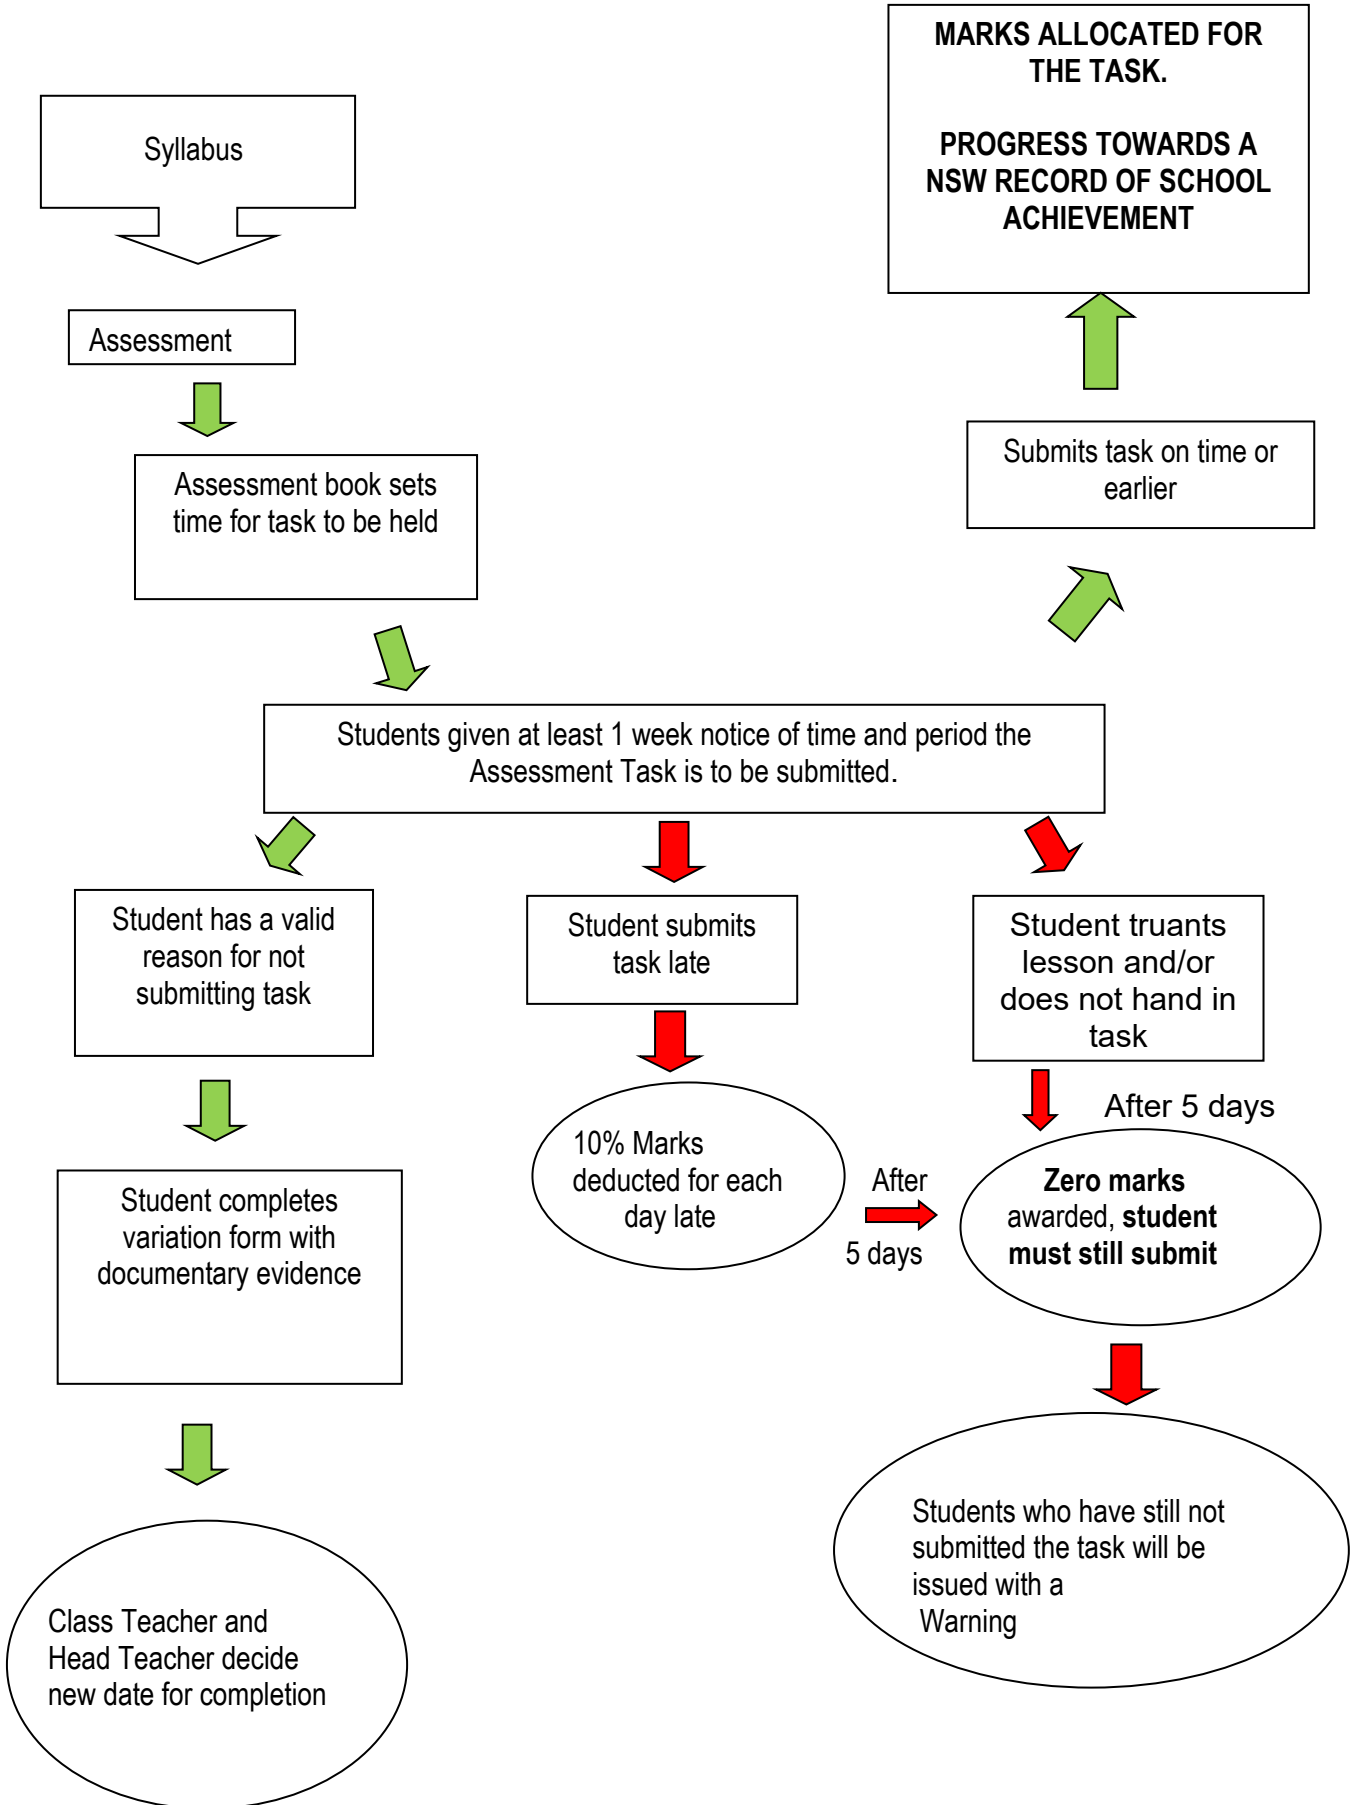 MARKS ALLOCATED FOR
THE TASK.
PROGRESS TOWARDS A
NSW RECORD OF SCHOOL
ACHIEVEMENT
Syllabus
Assessment
Submits task on time or
earlier
Assessment book sets
time for task to be held
Students given at least 1 week notice of time and period the
Assessment Task is to be submitted.
Student has a valid
reason for not
submitting task
Student submits
task late
Student truants
lesson and/or
does not hand in
task
After 5 days
10% Marks
deducted for each
day late
After
5 days
Zero marks
awarded, student
must still submit
Student completes
variation form with
documentary evidence
Students who have still not
submitted the task will be
issued with a
Warning
Class Teacher and
Head Teacher decide
new date for completion